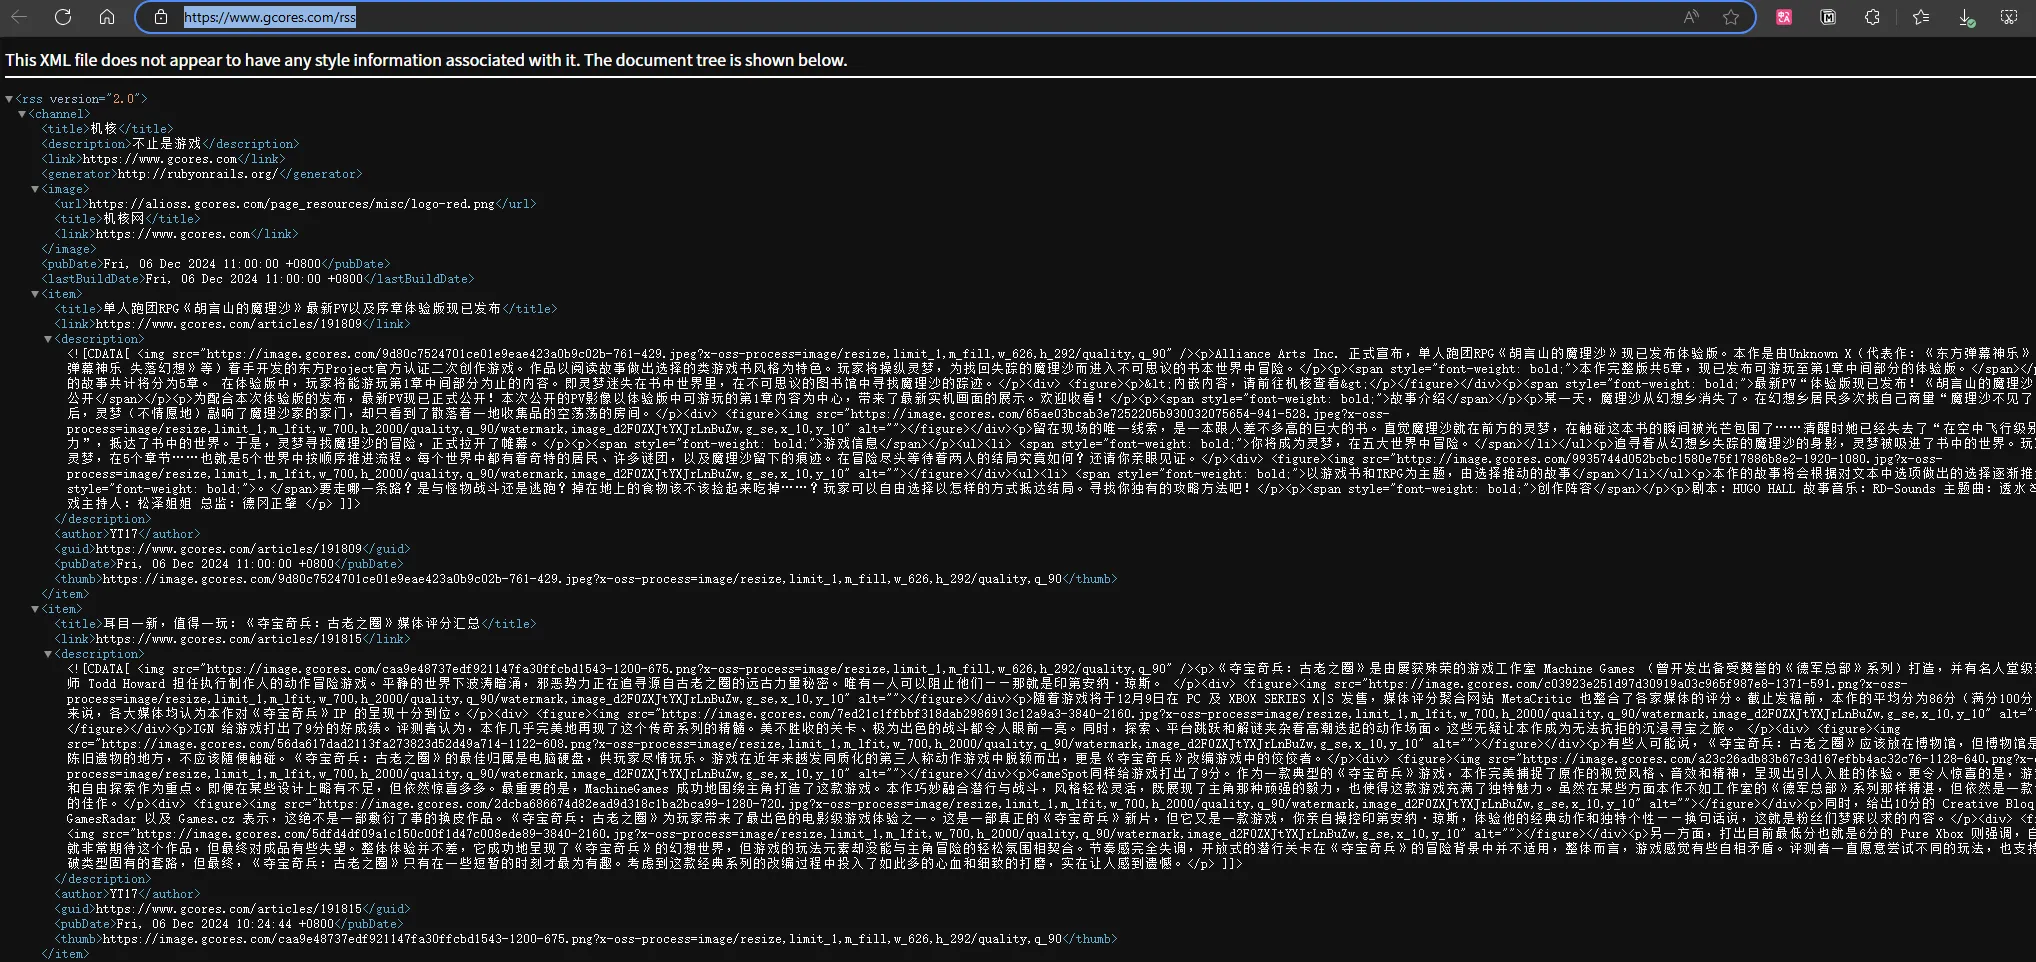 https://www.gcores.com/rss
This XML file does not appear to have any style information associated with it. The document tree is shown below.
▼<rss version="2.0">
▼<channel>
<title>机核</title>
<description>不止是游戏</description>
<link>https://www.gcores.com</link>
<generator>http://rubyonrails.org/</generator>
▼<image>
<url>https://alioss.gcores.com/page_resources/misc/logo-red.png</url>
<title>机核网</title>
<link>https://www.gcores.com</link>
</image>
<pubDate>Fri, 06 Dec 2024 11:00:00 +0800</pubDate>
<lastBuildDate>Fri, 06 Dec 2024 11:00:00 +0800</lastBuildDate>
▼<item>
<title>单人跑团RPG《胡言山的魔理沙》最新PV以及序章体验版现已发布</title>
<link>https://www.gcores.com/articles/191809</link>
▼<description>
<![CDATA[ <img src="https://image.gcores.com/9d80c7524701ce01e9eae423a0b9c02b-761-429.jpeg?x-oss-process=image/resize,limit_1,m_fill,w_626,h_292/quality,q_90" /><p>Alliance Arts Inc. 正式宣布，单人跑团RPG《胡言山的魔理沙》现已发布体验版。本作是由Unknown X（代表作：《东方弹幕神乐》
弹幕神乐 失落幻想》等）着手开发的东方Project官方认证二次创作游戏。作品以阅读故事做出选择的类游戏书风格为特色。玩家将操纵灵梦，为找回失踪的魔理沙而进入不可思议的书本世界中冒险。</p><p><span style="font-weight: bold;">本作完整版共5章，现已发布可游玩至第1章中间部分的体验版。</span></p>
的故事共计将分为5章。 在体验版中，玩家将能游玩第1章中间部分为止的内容。即灵梦迷失在书中世界里，在不可思议的图书馆中寻找魔理沙的踪迹。</p><div> <figure><p>&lt;内嵌内容，请前往机核查看&gt;</p></figure></div><p><span style="font-weight: bold;">最新PV“体验版现已发布！《胡言山的魔理沙
公开</span></p><p>为配合本次体验版的发布，最新PV现已正式公开！本次公开的PV影像以体验版中可游玩的第1章内容为中心，带来了最新实机画面的展示。欢迎收看！</p><p><span style="font-weight: bold;">故事介绍</span></p><p>某一天，魔理沙从幻想乡消失了。在幻想乡居民多次找自己商量“魔理沙不见了
后，灵梦（不情愿地）敲响了魔理沙家的家门，却只看到了散落着一地收集品的空荡荡的房间。</p><div> <figure><img src="https://image.gcores.com/65ae03bcab3e7252205b930032075654-941-528.jpeg?x-oss-
process=image/resize,limit_1,m_lfit,w_700,h_2000/quality,q_90/watermark,image_d2F0ZXJtYXJrLnBuZw,g_se,x_10,y_10" alt=""></figure></div><p>留在现场的唯一线索，是一本跟人差不多高的巨大的书。直觉魔理沙就在前方的灵梦，在触碰这本书的瞬间被光芒包围了……清醒时她已经失去了“在空中飞行级别
力”，抵达了书中的世界。于是，灵梦寻找魔理沙的冒险，正式拉开了帷幕。</p><p><span style="font-weight: bold;">游戏信息</span></p><ul><li> <span style="font-weight: bold;">你将成为灵梦，在五大世界中冒险。</span></li></ul><p>追寻着从幻想乡失踪的魔理沙的身影，灵梦被吸进了书中的世界。玩
灵梦，在5个章节……也就是5个世界中按顺序推进流程。每个世界中都有着奇特的居民、许多谜团，以及魔理沙留下的痕迹。在冒险尽头等待着两人的结局究竟如何？还请你亲眼见证。</p><div> <figure><img src="https://image.gcores.com/9935744d052bcbc1580e75f17886b8e2-1920-1080.jpg?x-oss-
process=image/resize,limit_1,m_lfit,w_700,h_2000/quality,q_90/watermark,image_d2F0ZXJtYXJrLnBuZw,g_se,x_10,y_10" alt=""></figure></div><ul><li> <span style="font-weight: bold;">以游戏书和TRPG为主题，由选择推动的故事</span></li></ul><p>本作的故事将会根据对文本中选项做出的选择逐渐推
style="font-weight: bold;">。</span>要走哪一条路？是与怪物战斗还是逃跑？掉在地上的食物该不该捡起来吃掉……？玩家可以自由选择以怎样的方式抵达结局。寻找你独有的攻略方法吧！</p><p><span style="font-weight: bold;">创作阵容</span></p><p>剧本：HUGO HALL 故事音乐：RD-Sounds 主题曲：透水
戏主持人：松泽姐姐 总监：德冈正肇 </p> ]]>
</description>
<author>YT17</author>
<guid>https://www.gcores.com/articles/191809</guid>
<pubDate>Fri, 06 Dec 2024 11:00:00 +0800</pubDate>
<thumb>https://image.gcores.com/9d80c7524701ce01e9eae423a0b9c02b-761-429.jpeg?x-oss-process=image/resize,limit_1,m_fill,w_626,h_292/quality,q_90</thumb>
</item>
▼<item>
<title>耳目一新，值得一玩：《夺宝奇兵：古老之圈》媒体评分汇总</title>
<link>https://www.gcores.com/articles/191815</link>
▼<description>
<![CDATA[ <img src="https://image.gcores.com/caa9e48737edf921147fa30ffcbd1543-1200-675.png?x-oss-process=image/resize,limit_1,m_fill,w_626,h_292/quality,q_90" /><p>《夺宝奇兵：古老之圈》是由屡获殊荣的游戏工作室 Machine Games （曾开发出备受赞誉的《德军总部》系列）打造，并有名人堂级
师 Todd Howard 担任执行制作人的动作冒险游戏。平静的世界下波涛暗涌，邪恶势力正在追寻源自古老之圈的远古力量秘密。唯有一人可以阻止他们——那就是印第安纳·琼斯。 </p><div> <figure><img src="https://image.gcores.com/c03923e251d97d30919a03c965f987e8-1371-591.png?x-oss-
process=image/resize,limit_1,m_lfit,w_700,h_2000/quality,q_90/watermark,image_d2F0ZXJtYXJrLnBuZw,g_se,x_10,y_10" alt=""></figure></div><p>随着游戏将于12月9日在 PC 及 XBOX SERIES X|S 发售，媒体评分聚合网站 MetaCritic 也整合了各家媒体的评分。截止发稿前，本作的平均分为86分（满分100分
来说，各大媒体均认为本作对《夺宝奇兵》IP 的呈现十分到位。</p><div> <figure><img src="https://image.gcores.com/7ed21c1ffbbf318dab2986913c12a9a3-3840-2160.jpg?x-oss-process=image/resize,limit_1,m_lfit,w_700,h_2000/quality,q_90/watermark,image_d2F0ZXJtYXJrLnBuZw,g_se,x_10,y_10" alt="
</figure></div><p>IGN 给游戏打出了9分的好成绩。评测者认为，本作几乎完美地再现了这个传奇系列的精髓。美不胜收的关卡、极为出色的战斗都令人眼前一亮。同时，探索、平台跳跃和解谜夹杂着高潮迭起的动作场面。这些无疑让本作成为无法抗拒的沉浸寻宝之旅。 </p><div> <figure><img
src="https://image.gcores.com/56da617dad2113fa273823d52d49a714-1122-608.png?x-oss-process=image/resize,limit_1,m_lfit,w_700,h_2000/quality,q_90/watermark,image_d2F0ZXJtYXJrLnBuZw,g_se,x_10,y_10" alt=""></figure></div><p>有些人可能说，《夺宝奇兵：古老之圈》应该放在博物馆，但博物馆是
陈旧遗物的地方，不应该随便触碰。《夺宝奇兵：古老之圈》的最佳归属是电脑硬盘，供玩家尽情玩乐。游戏在近年来越发同质化的第三人称动作游戏中脱颖而出，更是《夺宝奇兵》改编游戏中的佼佼者。</p><div> <figure><img src="https://image.gcores.com/a23c26adb83b67c3d167efbb4ac32c76-1128-640.png?x-o
process=image/resize,limit_1,m_lfit,w_700,h_2000/quality,q_90/watermark,image_d2F0ZXJtYXJrLnBuZw,g_se,x_10,y_10" alt=""></figure></div><p>GameSpot同样给游戏打出了9分。作为一款典型的《夺宝奇兵》游戏，本作完美捕捉了原作的视觉风格、音效和精神，呈现出引人入胜的体验。更令人惊喜的是，游
和自由探索作为重点。即便在某些设计上略有不足，但依然惊喜多多。最重要的是，MachineGames 成功地围绕主角打造了这款游戏。本作巧妙融合潜行与战斗，风格轻松灵活，既展现了主角那种顽强的毅力，也使得这款游戏充满了独特魅力。虽然在某些方面本作不如工作室的《德军总部》系列那样精湛，但依然是一款
的佳作。</p><div> <figure><img src="https://image.gcores.com/2dcba686674d82ead9d318c1ba2bca99-1280-720.jpg?x-oss-process=image/resize,limit_1,m_lfit,w_700,h_2000/quality,q_90/watermark,image_d2F0ZXJtYXJrLnBuZw,g_se,x_10,y_10" alt=""></figure></div><p>同时，给出10分的 Creative Bloq
GamesRadar 以及 Games.cz 表示，这绝不是一部敷衍了事的换皮作品。《夺宝奇兵：古老之圈》为玩家带来了最出色的电影级游戏体验之一。这是一部真正的《夺宝奇兵》新片，但它又是一款游戏，你亲自操控印第安纳·琼斯，体验他的经典动作和独特个性——换句话说，这就是粉丝们梦寐以求的内容。</p><div> <figure>
<img src="https://image.gcores.com/5dfd4df09a1c150c00f1d47c008ede89-3840-2160.jpg?x-oss-process=image/resize,limit_1,m_lfit,w_700,h_2000/quality,q_90/watermark,image_d2F0ZXJtYXJrLnBuZw,g_se,x_10,y_10" alt=""></figure></div><p>另一方面，打出目前最低分也就是6分的 Pure Xbox 则强调，自
就非常期待这个作品，但最终对成品有些失望。整体体验并不差，它成功地呈现了《夺宝奇兵》的幻想世界，但游戏的玩法元素却没能与主角冒险的轻松氛围相契合。节奏感完全失调，开放式的潜行关卡在《夺宝奇兵》的冒险背景中并不适用，整体而言，游戏感觉有些自相矛盾。评测者一直愿意尝试不同的玩法，也支持
破类型固有的套路，但最终，《夺宝奇兵：古老之圈》只有在一些短暂的时刻才最为有趣。考虑到这款经典系列的改编过程中投入了如此多的心血和细致的打磨，实在让人感到遗憾。</p> ]]>
</description>
<author>YT17</author>
<guid>https://www.gcores.com/articles/191815</guid>
<pubDate>Fri, 06 Dec 2024 10:24:44 +0800</pubDate>
<thumb>https://image.gcores.com/caa9e48737edf921147fa30ffcbd1543-1200-675.png?x-oss-process=image/resize,limit_1,m_fill,w_626,h_292/quality,q_90</thumb>
</item>